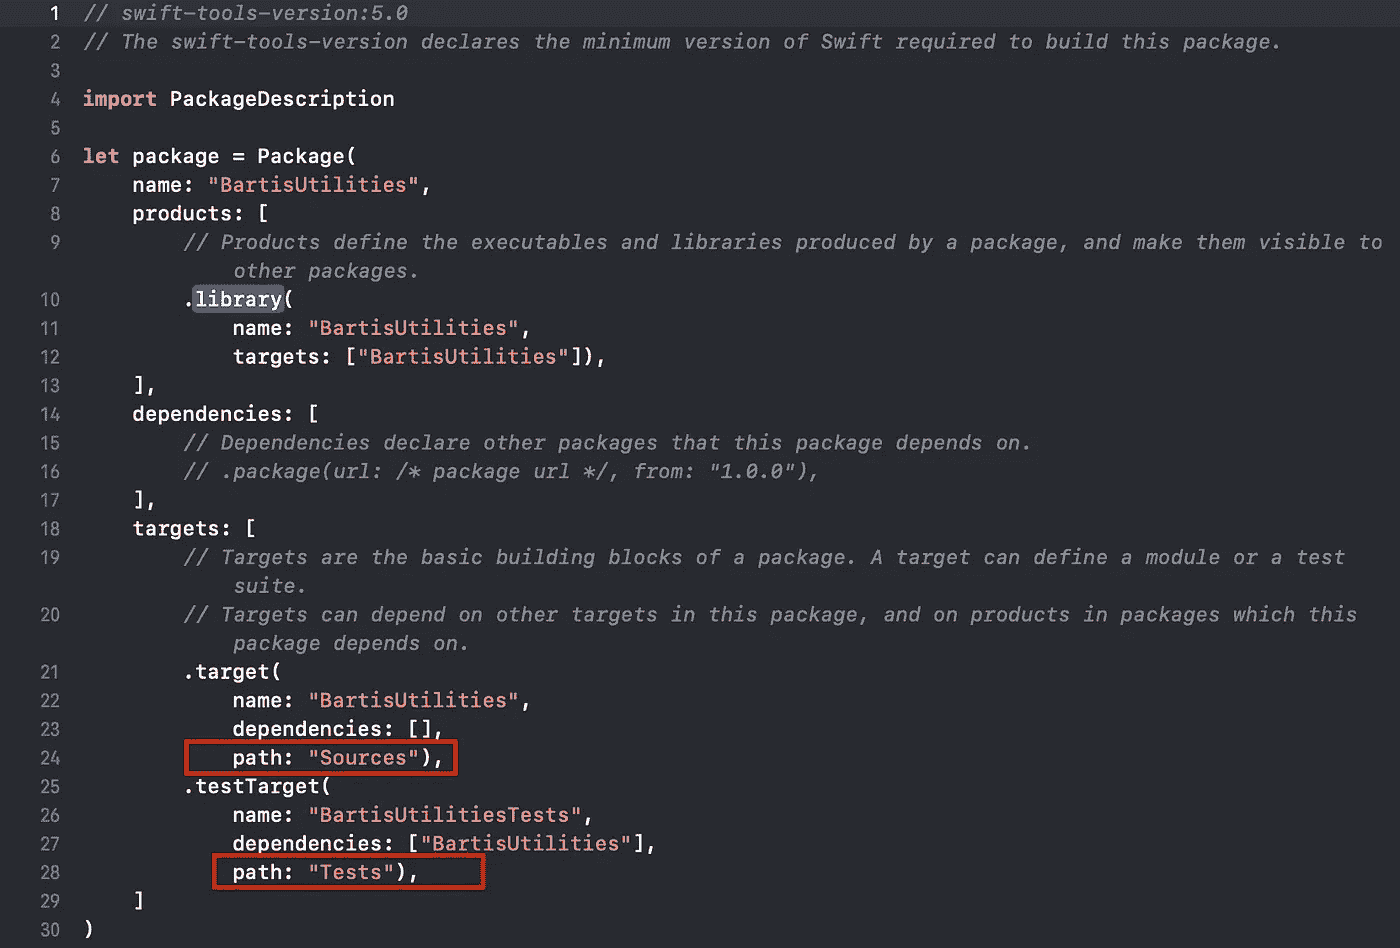 1 // swift-tools-version:5.0
2 // The swift-tools-version declares the minimum version of Swift required to build this package.
3
4 import PackageDescription
5
6 let package = Package(
7     name: "BartisUtilities",
8     products: [
9         // Products define the executables and libraries produced by a package, and make them visible to
            other packages.
10         .library(
11             name: "BartisUtilities",
12             targets: ["BartisUtilities"]),
13     ],
14     dependencies: [
15         // Dependencies declare other packages that this package depends on.
16         // .package(url: /* package url */, from: "1.0.0"),
17     ],
18     targets: [
19         // Targets are the basic building blocks of a package. A target can define a module or a test
            suite.
20         // Targets can depend on other targets in this package, and on products in packages which this
            package depends on.
21         .target(
22             name: "BartisUtilities",
23             dependencies: [],
24             path: "Sources"),
25         .testTarget(
26             name: "BartisUtilitiesTests",
27             dependencies: ["BartisUtilities"],
28             path: "Tests"),
29     ]
30 )